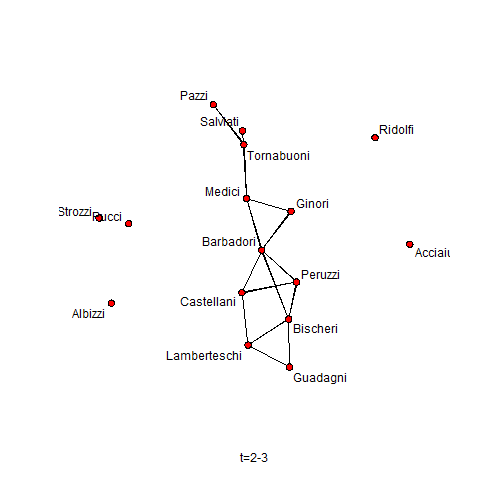 Pazzi
Salviati
Ridolfi
Tornabuoni
Medici
Ginori
Strozzi
Pucci
Barbadori
Acciaiu
Peruzzi
Castellani
Albizzi
Bischeri
Lamberteschi
Guadagni
t=2-3